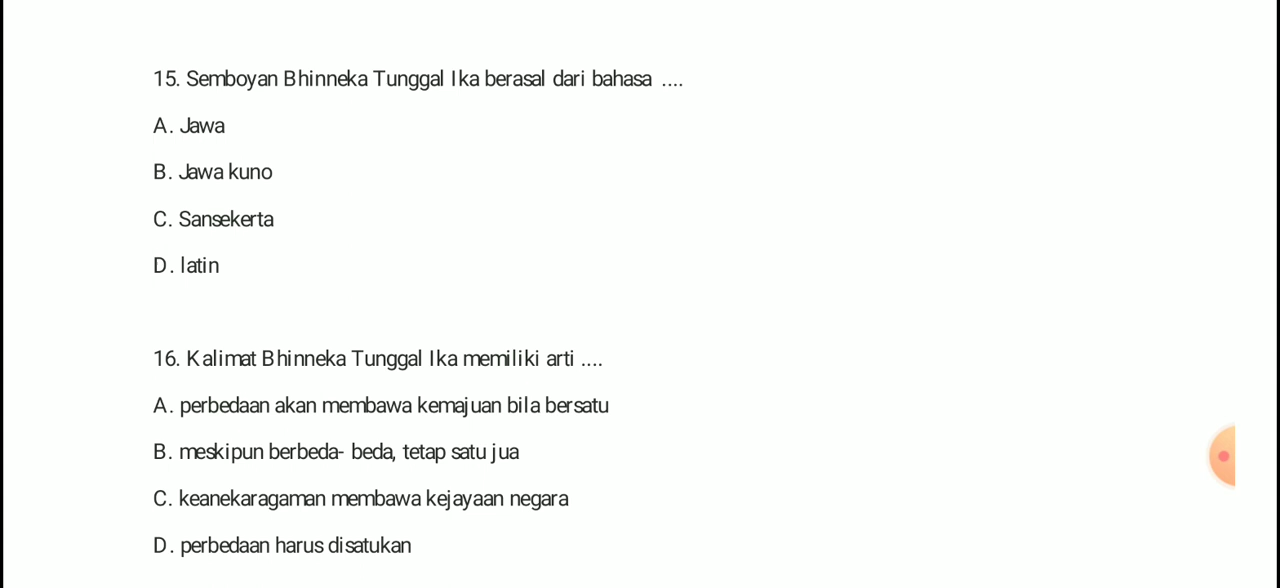 15. Semboyan Bhinneka Tunggal Ika berasal dari bahasa ....
A. Jawa
B. Jawa kuno
C. Sansekerta
D. latin
16. Kalimat Bhinneka Tunggal Ika memiliki arti ....
A. perbedaan akan membawa kemajuan bila bersatu
B. meskipun berbeda- beda, tetap satu jua
C. keanekaragaman membawa kejayaan negara
D. perbedaan harus disatukan